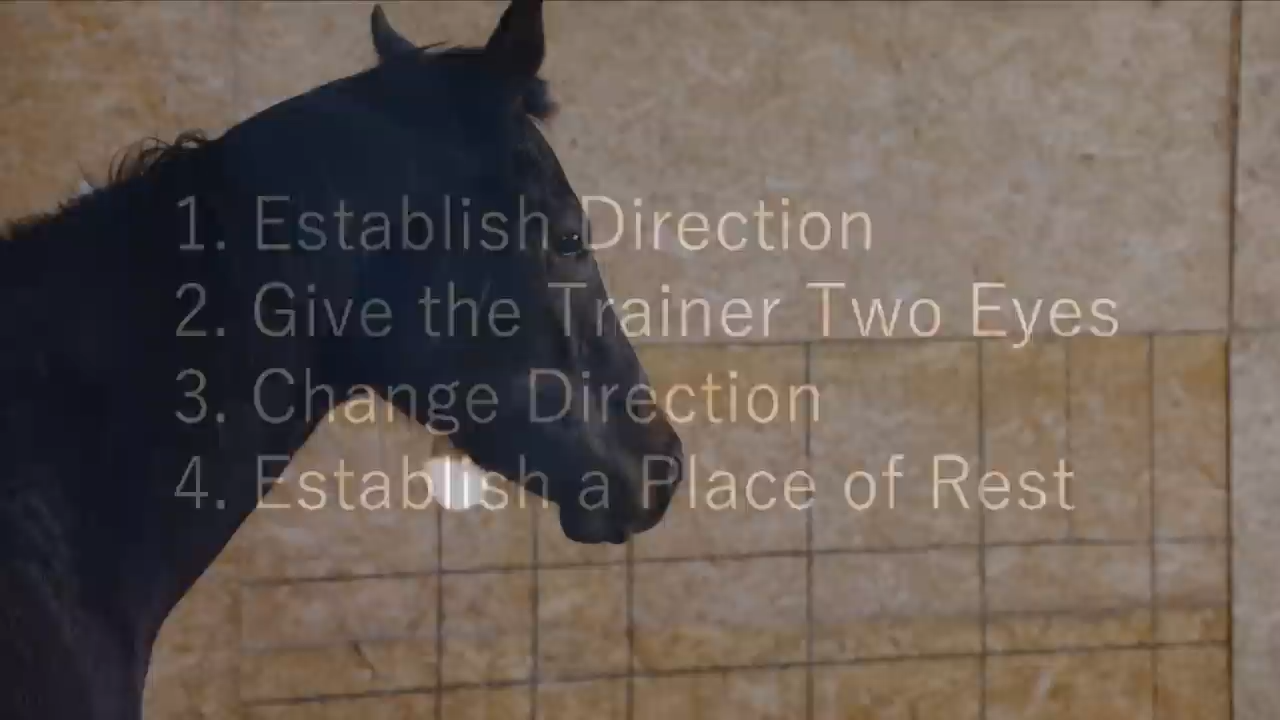 1. Establish Direction
2. Give the Trainer Two Eyes
3. Change Direction
4. Establish a Place of Rest